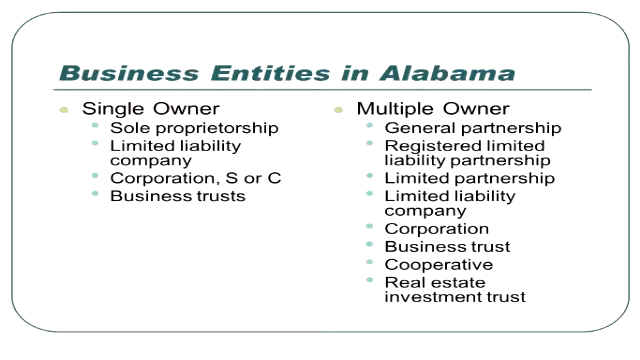 Business Entities in Alabama
Single Owner
Sole proprietorship
Limited liability
company
Corporation, S or C
Business trusts
Multiple Owner
General partnership
Registered limited
liability partnership
Limited partnership
Limited liability
company
Corporation
Business trust
Cooperative
Real estate
investment trust